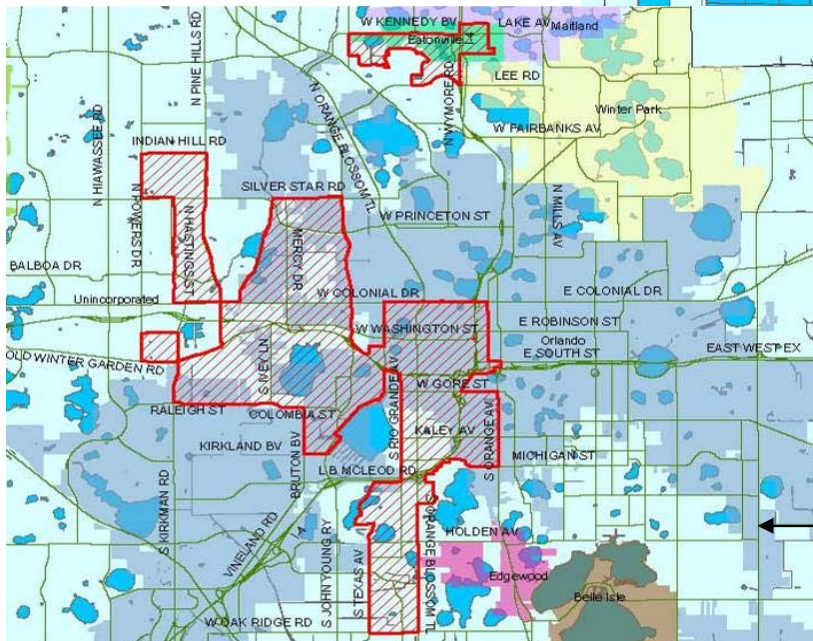 W KENNEDY BV
LAKE AV
Maitland
Eatonville
N PINE HILLS RD
LEE RD
N ORANGE BLOSSOM TL
N WYMORE RD
Winter Park
W FAIRBANKS AV
N HIAWASSEE RD
INDIAN HILL RD
N POWERS DR
N HASTINGS ST
SILVER STAR RD
W PRINCETON ST
N MILLS AV
MERCY DR
BALBOA DR
Unincorporated
W COLONIAL DR
E COLONIAL DR
W WASHINGTON ST
E ROBINSON ST
Orlando
E SOUTH ST
EAST WEST EX
OLD WINTER GARDEN RD
S IVEY LN
S RIO GRANDE AV
W GORE ST
RALEIGH ST
COLOMBIA ST
S ORANGE AV
KALEY AV
KIRKLAND BV
BRUTON BV
MICHIGAN ST
L.B. MCLEOD RD
S KIRKMAN RD
VINELAND RD
I-4
S JOHN YOUNG RY
S TEXAS AV
S ORANGE BLOSSOM TL
HOLDEN AV
Edgewood
Belle Isle
W OAK RIDGE RD